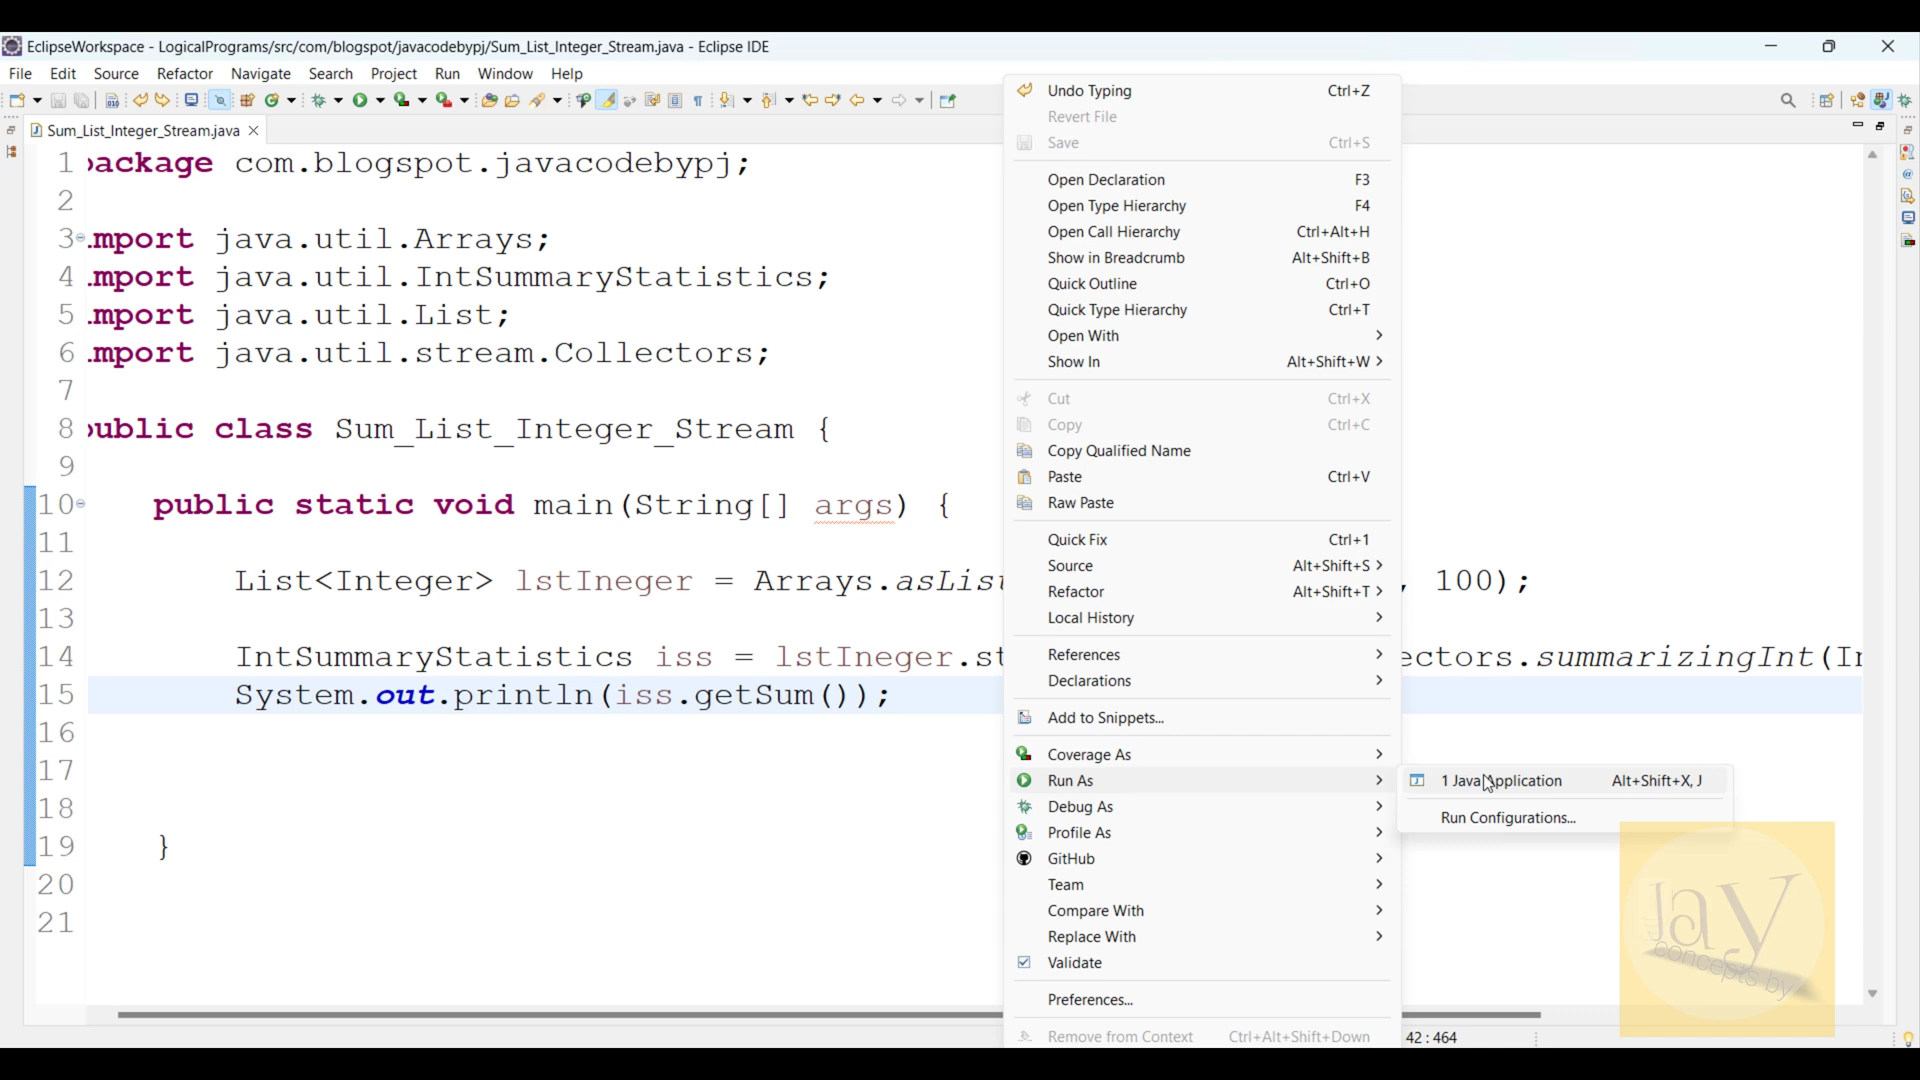 EclipseWorkspace - LogicalPrograms/src/com/blogspot/javacodebypj/Sum_List_Integer_Stream.java - Eclipse IDE
File Edit Source Refactor Navigate Search Project Run Window Help
Sum_List_Integer_Stream.java
1 ackage com.blogspot.javacodebypj;
2
3 mport java.util.Arrays;
4 mport java.util.IntSummaryStatistics;
5 mport java.util.List;
6 mport java.util.stream.Collectors;
7
8 ublic class Sum_List_Integer_Stream {
9
10 public static void main(String[] args) {
11
12 List<Integer> lstIneger = Arrays.asLis , 100);
13
14 IntSummaryStatistics iss = lstIneger.st ectors.summarizingInt(In
15 System.out.println(iss.getSum());
16
17
18
19 }
20
21
Undo Typing Ctrl+Z
Revert File
Save Ctrl+S
Open Declaration F3
Open Type Hierarchy F4
Open Call Hierarchy Ctrl+Alt+H
Show in Breadcrumb Alt+Shift+B
Quick Outline Ctrl+O
Quick Type Hierarchy Ctrl+T
Open With
Show In Alt+Shift+W
Cut Ctrl+X
Copy Ctrl+C
Copy Qualified Name
Paste Ctrl+V
Raw Paste
Quick Fix Ctrl+1
Source Alt+Shift+S
Refactor Alt+Shift+T
Local History
References
Declarations
Add to Snippets...
Coverage As
Run As
Debug As
Profile As
GitHub
Team
Compare With
Replace With
Validate
Preferences...
Remove from Context Ctrl+Alt+Shift+Down
1 Java Application Alt+Shift+X, J
Run Configurations...
42 : 464
Jay
concepts by